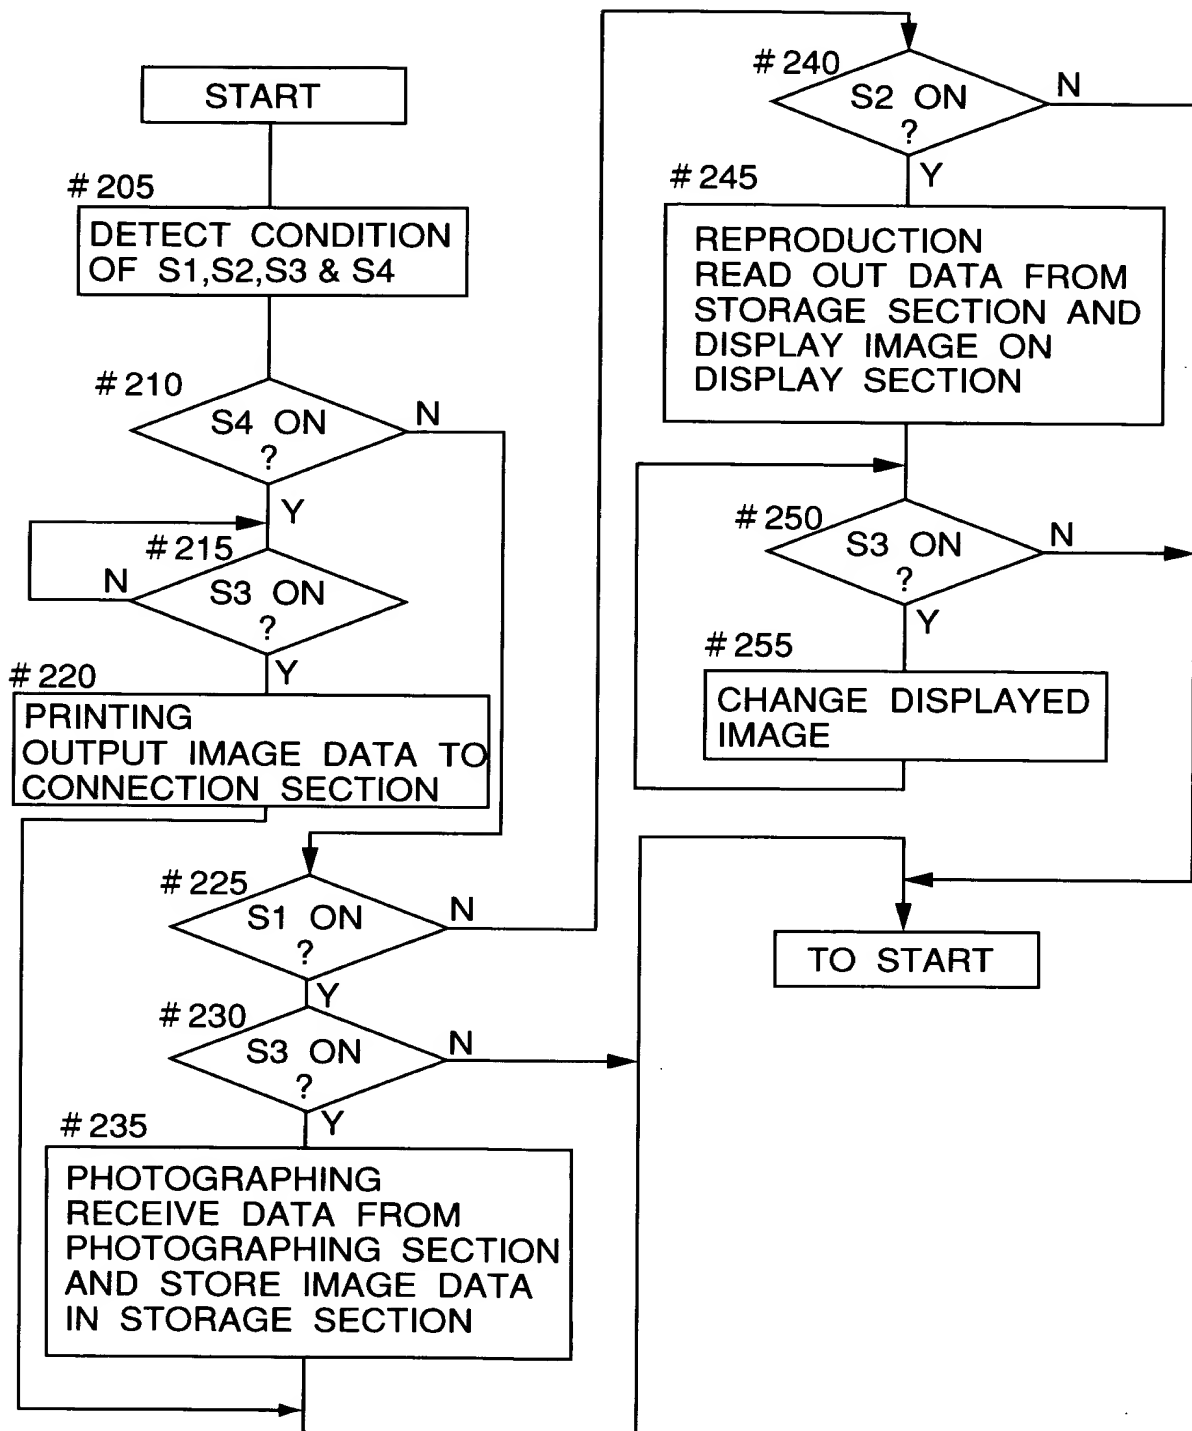 START
# 205
DETECT CONDITION
OF S1,S2,S3 & S4
# 210
S4 ON
?
N
Y
# 215
S3 ON
?
N
Y
# 220
PRINTING
OUTPUT IMAGE DATA TO
CONNECTION SECTION
# 225
S1 ON
?
N
Y
# 230
S3 ON
?
N
Y
# 235
PHOTOGRAPHING
RECEIVE DATA FROM
PHOTOGRAPHING SECTION
AND STORE IMAGE DATA
IN STORAGE SECTION
# 240
S2 ON
?
N
Y
# 245
REPRODUCTION
READ OUT DATA FROM
STORAGE SECTION AND
DISPLAY IMAGE ON
DISPLAY SECTION
# 250
S3 ON
?
N
Y
# 255
CHANGE DISPLAYED
IMAGE
TO START